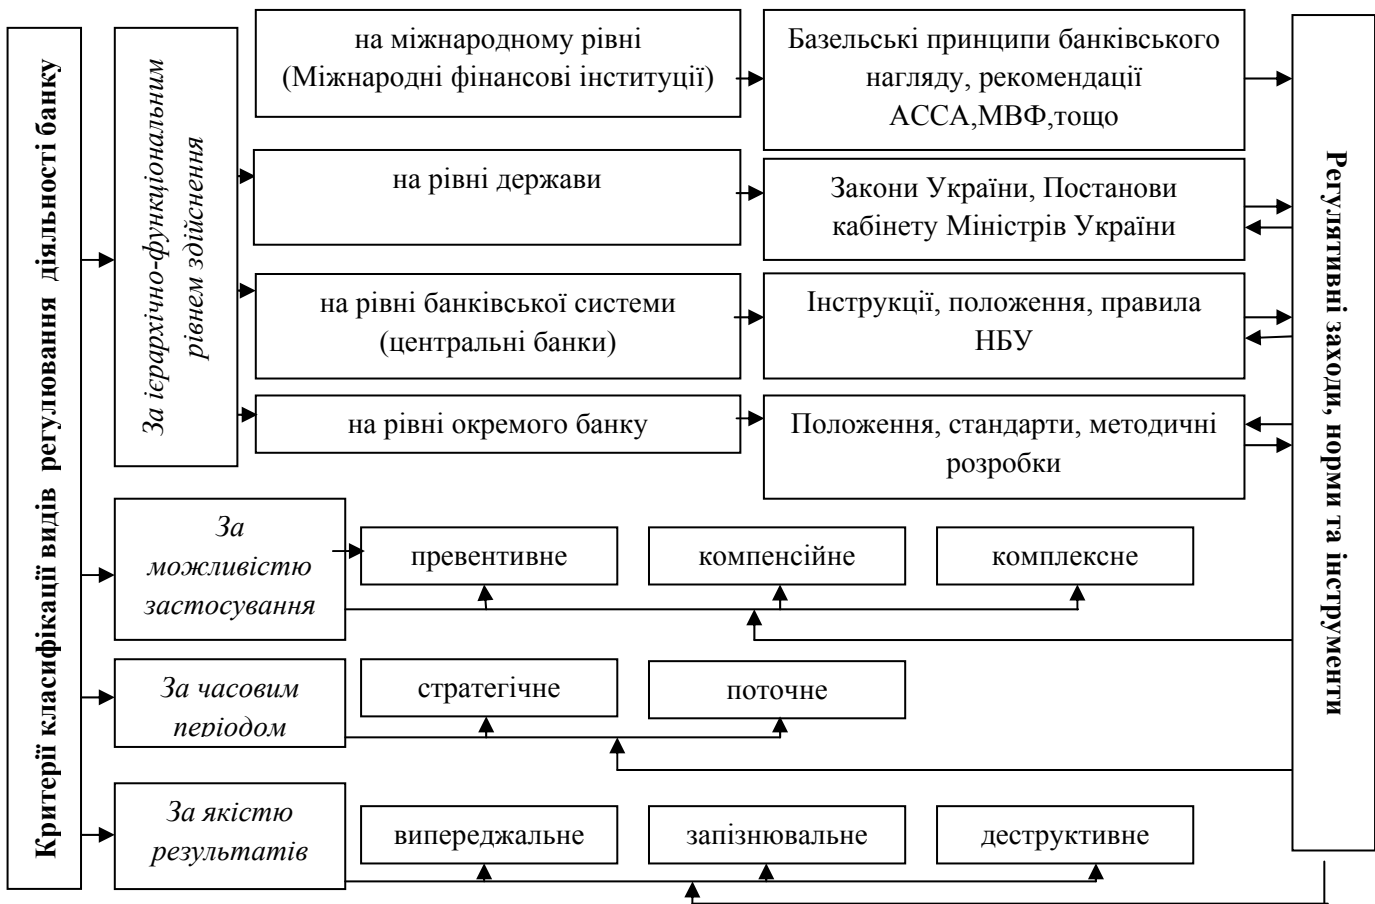 Критерії класифікації видів регулювання діяльності банку
За ієрархічно-функціональним
рівнем здійснення
на міжнародному рівні
(Міжнародні фінансові інституції)
Базельські принципи банківського
нагляду, рекомендації
АССА,МВФ,тощо
на рівні держави
Закони України, Постанови
кабінету Міністрів України
на рівні банківської системи
(центральні банки)
Інструкції, положення, правила
НБУ
на рівні окремого банку
Положення, стандарти, методичні
розробки
За
можливістю
застосування
превентивне
компенсійне
комплексне
За часовим
періодом
стратегічне
поточне
За якістю
результатів
випереджальне
запізнювальне
деструктивне
Регулятивні заходи, норми та інструменти